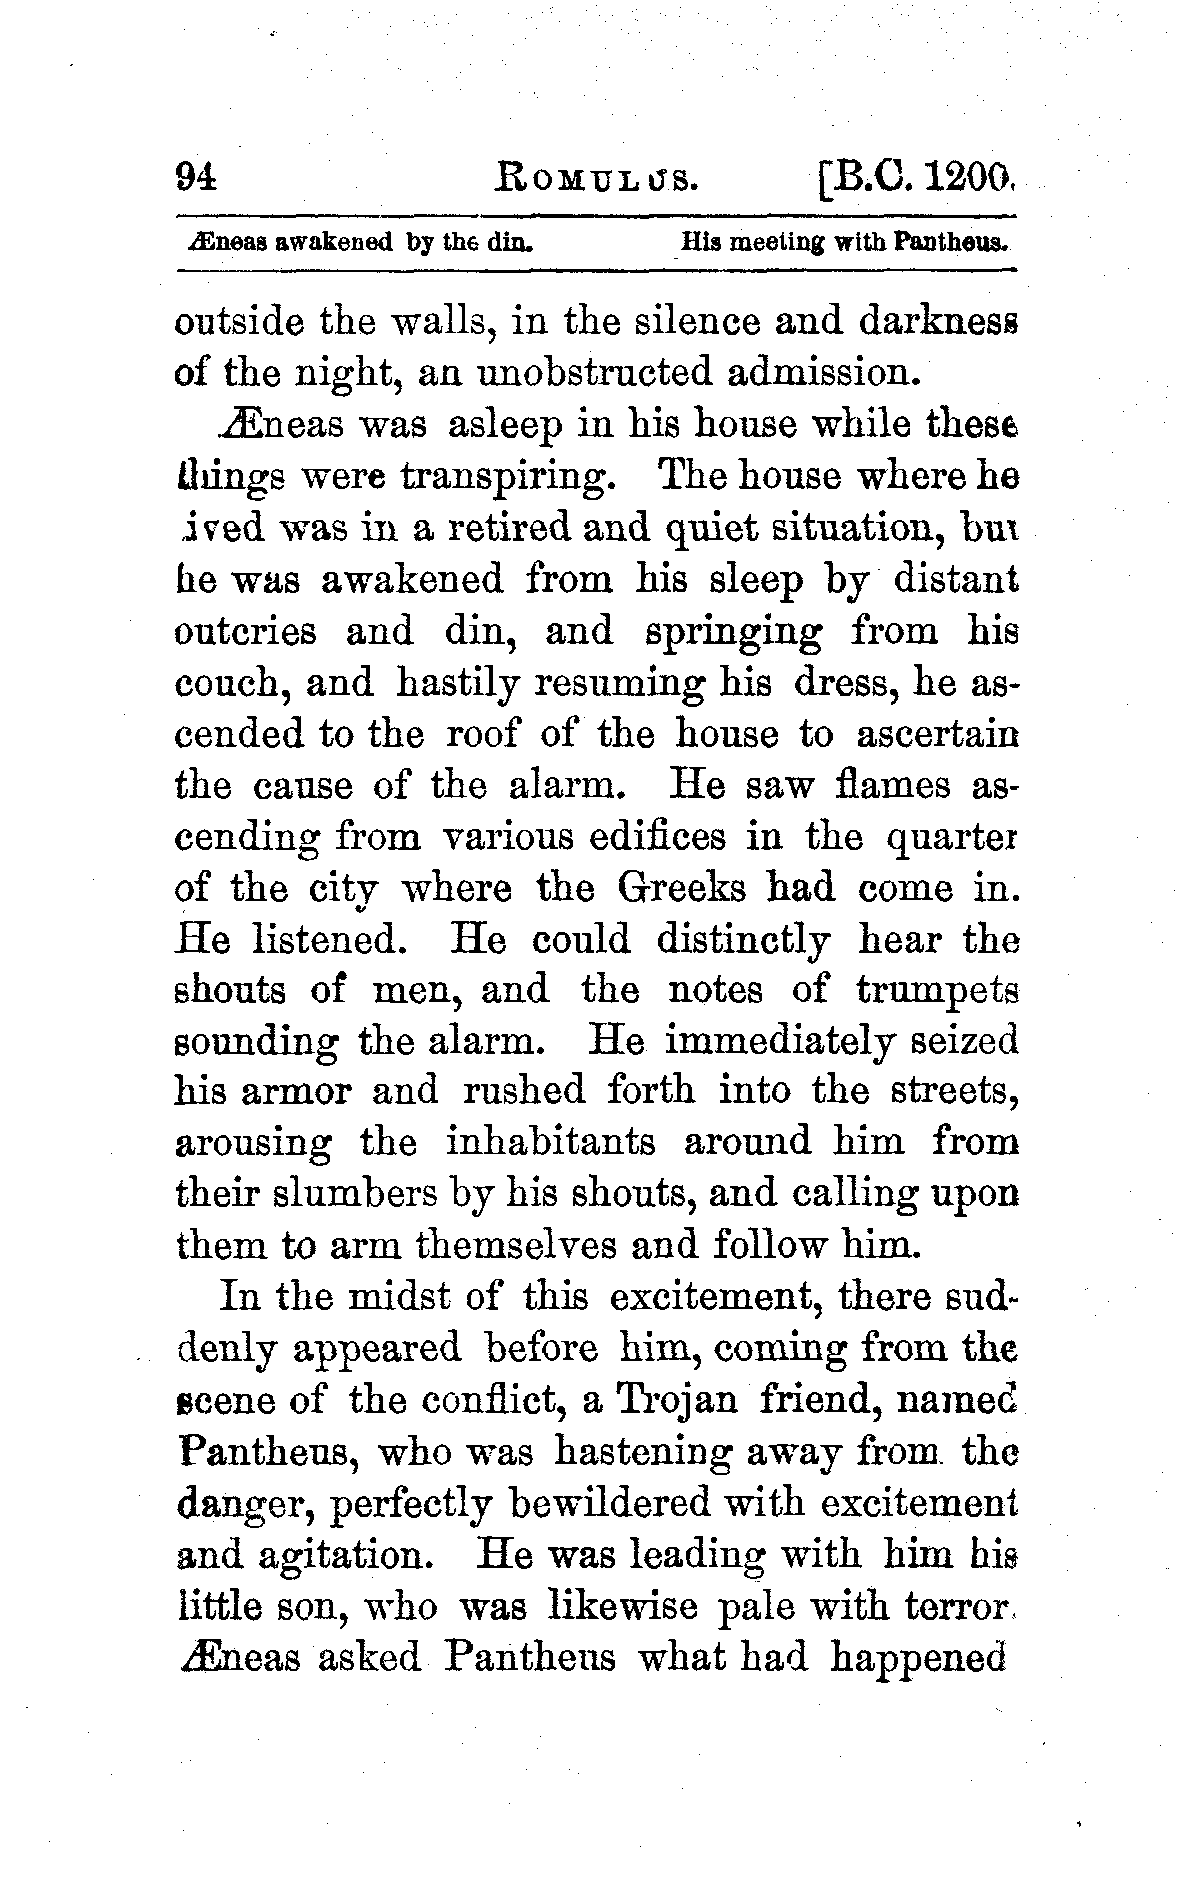 94 ROMULUS. [B.C. 1200.
Æneas awakened by the din. His meeting with Pantheus.
outside the walls, in the silence and darkness
of the night, an unobstructed admission.
Æneas was asleep in his house while these
things were transpiring. The house where he
lived was in a retired and quiet situation, but
he was awakened from his sleep by distant
outcries and din, and springing from his
couch, and hastily resuming his dress, he as-
cended to the roof of the house to ascertain
the cause of the alarm. He saw flames as-
cending from various edifices in the quarter
of the city where the Greeks had come in.
He listened. He could distinctly hear the
shouts of men, and the notes of trumpets
sounding the alarm. He immediately seized
his armor and rushed forth into the streets,
arousing the inhabitants around him from
their slumbers by his shouts, and calling upon
them to arm themselves and follow him.
In the midst of this excitement, there sud-
denly appeared before him, coming from the
scene of the conflict, a Trojan friend, named
Pantheus, who was hastening away from the
danger, perfectly bewildered with excitement
and agitation. He was leading with him his
little son, who was likewise pale with terror.
Æneas asked Pantheus what had happened